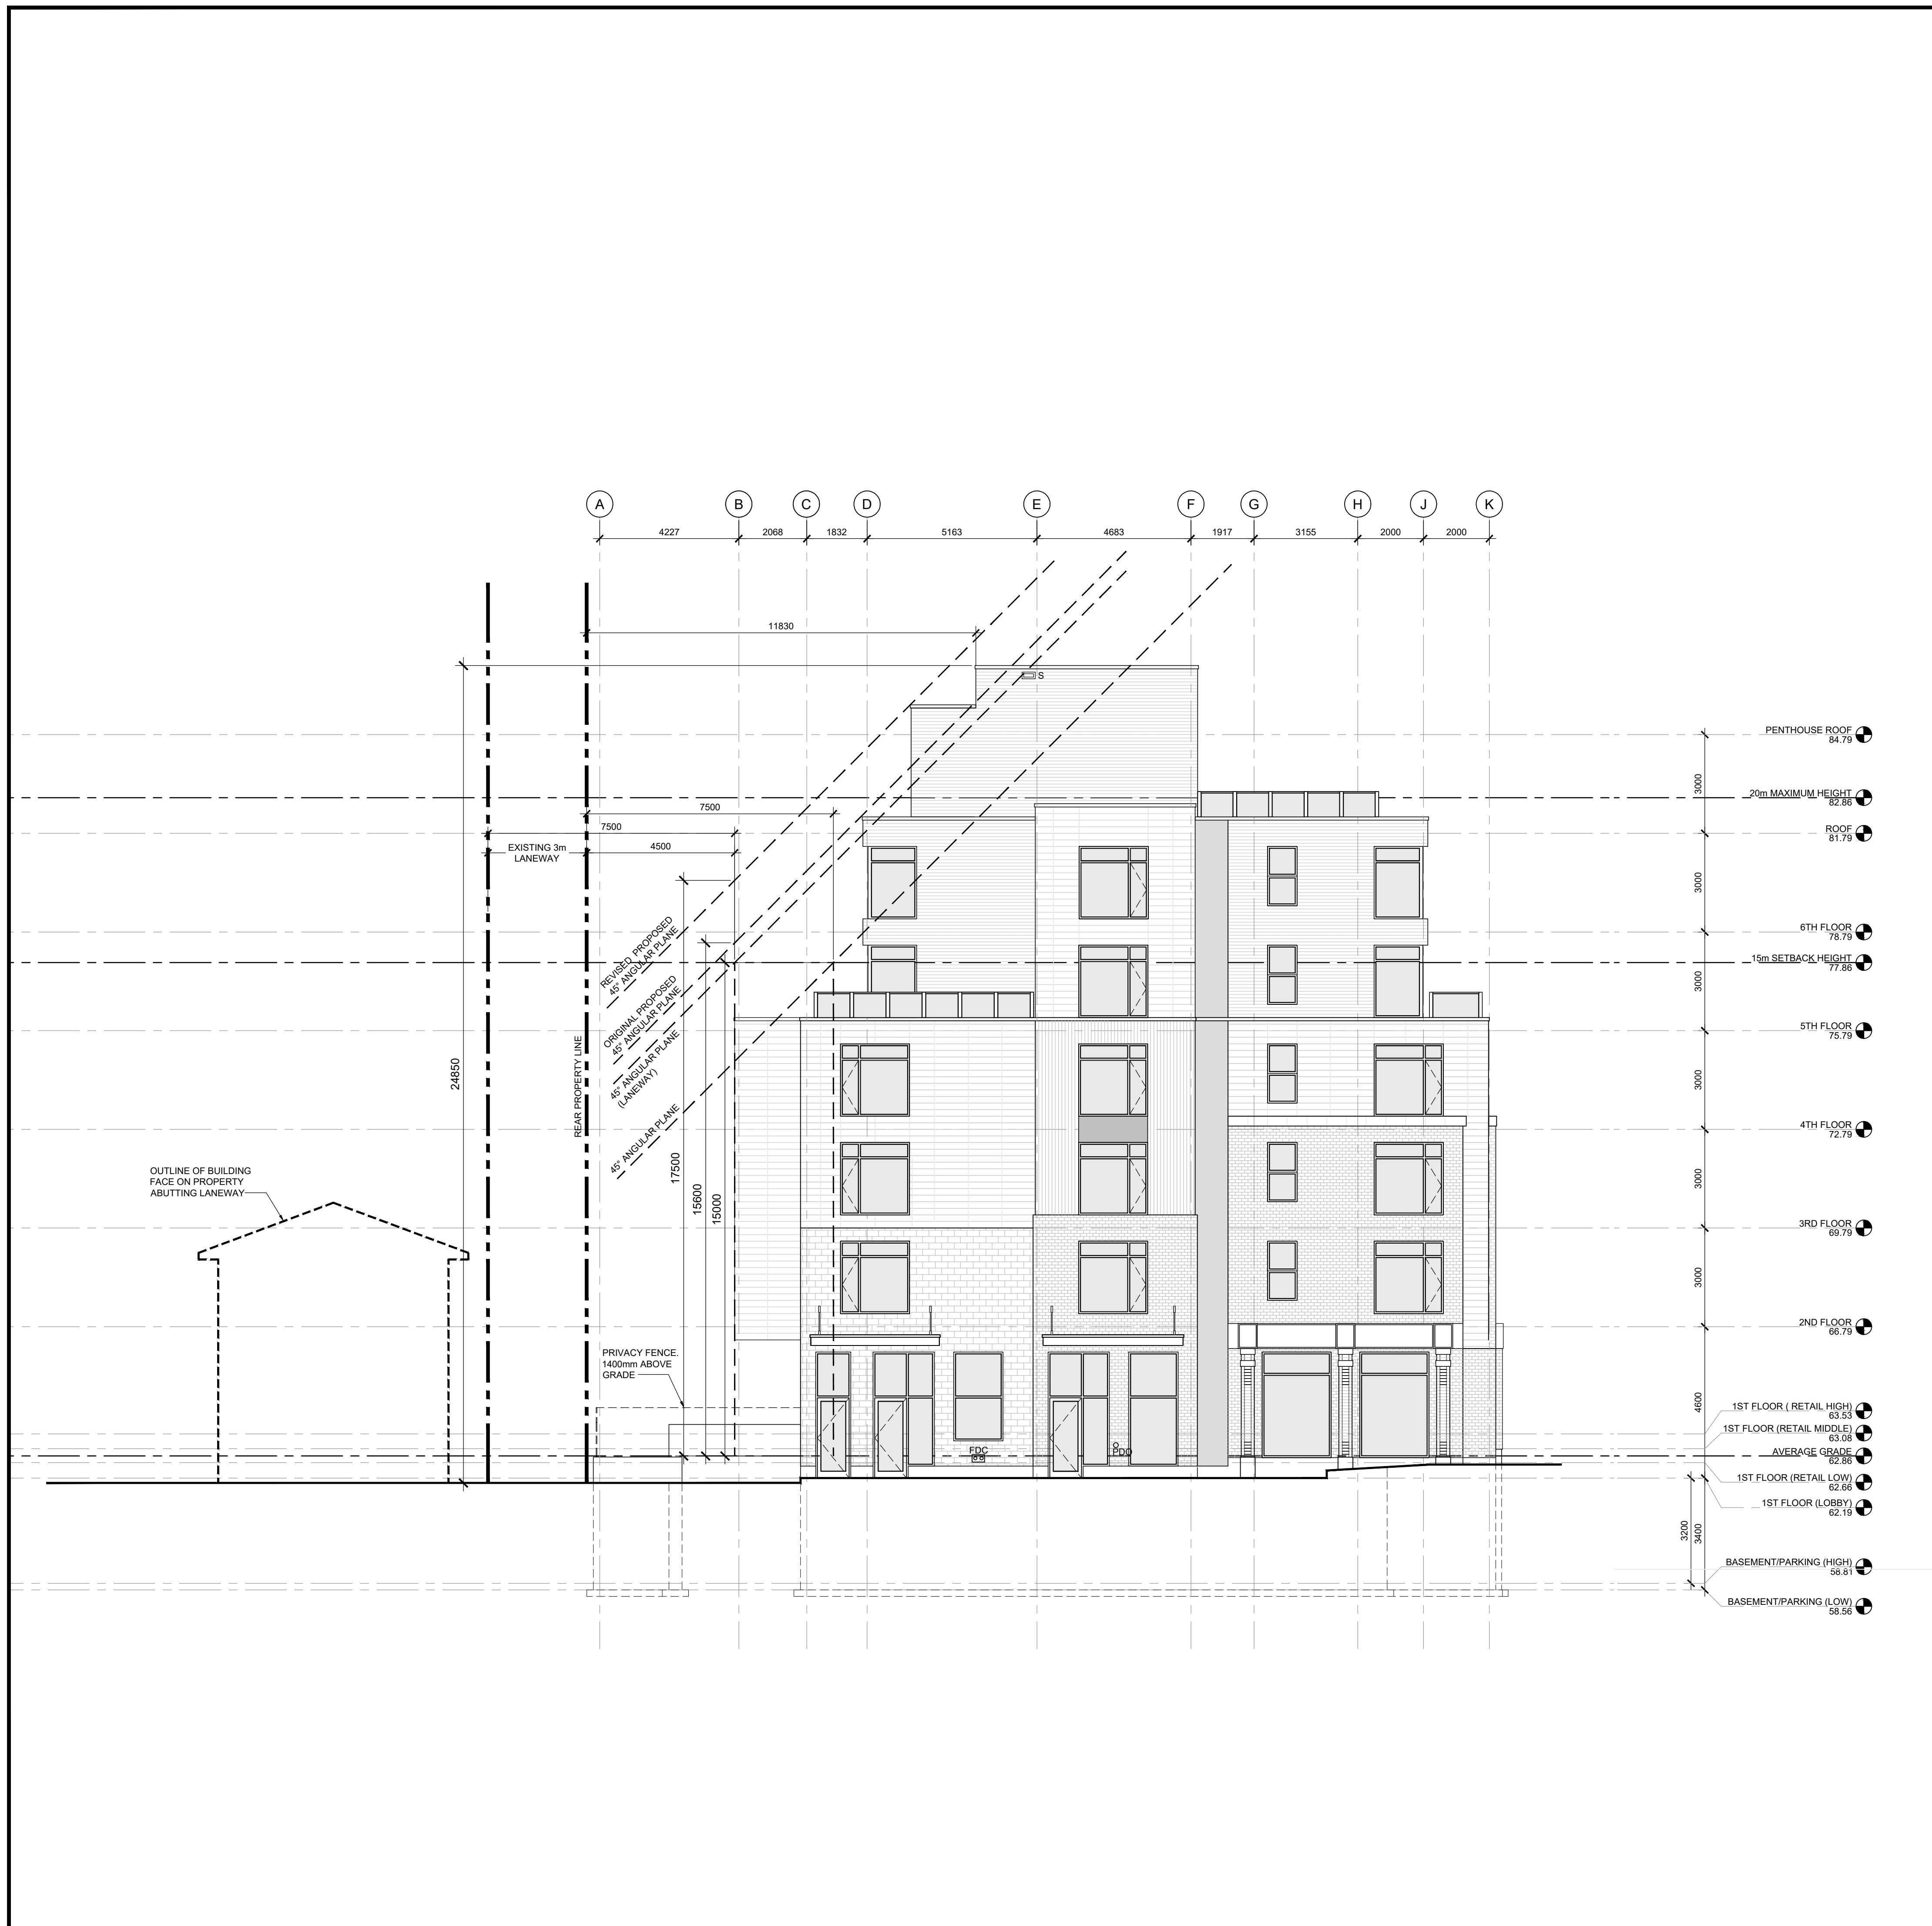 A
B
C
D
E
F
G
H
J
K
4227
2068
1832
5163
4683
1917
3155
2000
2000
11830
S
7500
7500
EXISTING 3m
LANEWAY
4500
REVISED PROPOSED
45° ANGULAR PLANE
ORIGINAL PROPOSED
45° ANGULAR PLANE
45° ANGULAR PLANE
(LANEWAY)
45° ANGULAR PLANE
REAR PROPERTY LINE
24850
17500
15600
15000
OUTLINE OF BUILDING
FACE ON PROPERTY
ABUTTING LANEWAY
PRIVACY FENCE.
1400mm ABOVE
GRADE
FDC
PDO
PENTHOUSE ROOF
84.79
3000
20m MAXIMUM HEIGHT
82.86
ROOF
81.79
3000
6TH FLOOR
78.79
15m SETBACK HEIGHT
77.86
3000
5TH FLOOR
75.79
3000
4TH FLOOR
72.79
3000
3RD FLOOR
69.79
3000
2ND FLOOR
66.79
4600
1ST FLOOR ( RETAIL HIGH)
63.53
1ST FLOOR (RETAIL MIDDLE)
63.08
AVERAGE GRADE
62.86
1ST FLOOR (RETAIL LOW)
62.66
1ST FLOOR (LOBBY)
62.19
3200
3400
BASEMENT/PARKING (HIGH)
58.81
BASEMENT/PARKING (LOW)
58.56